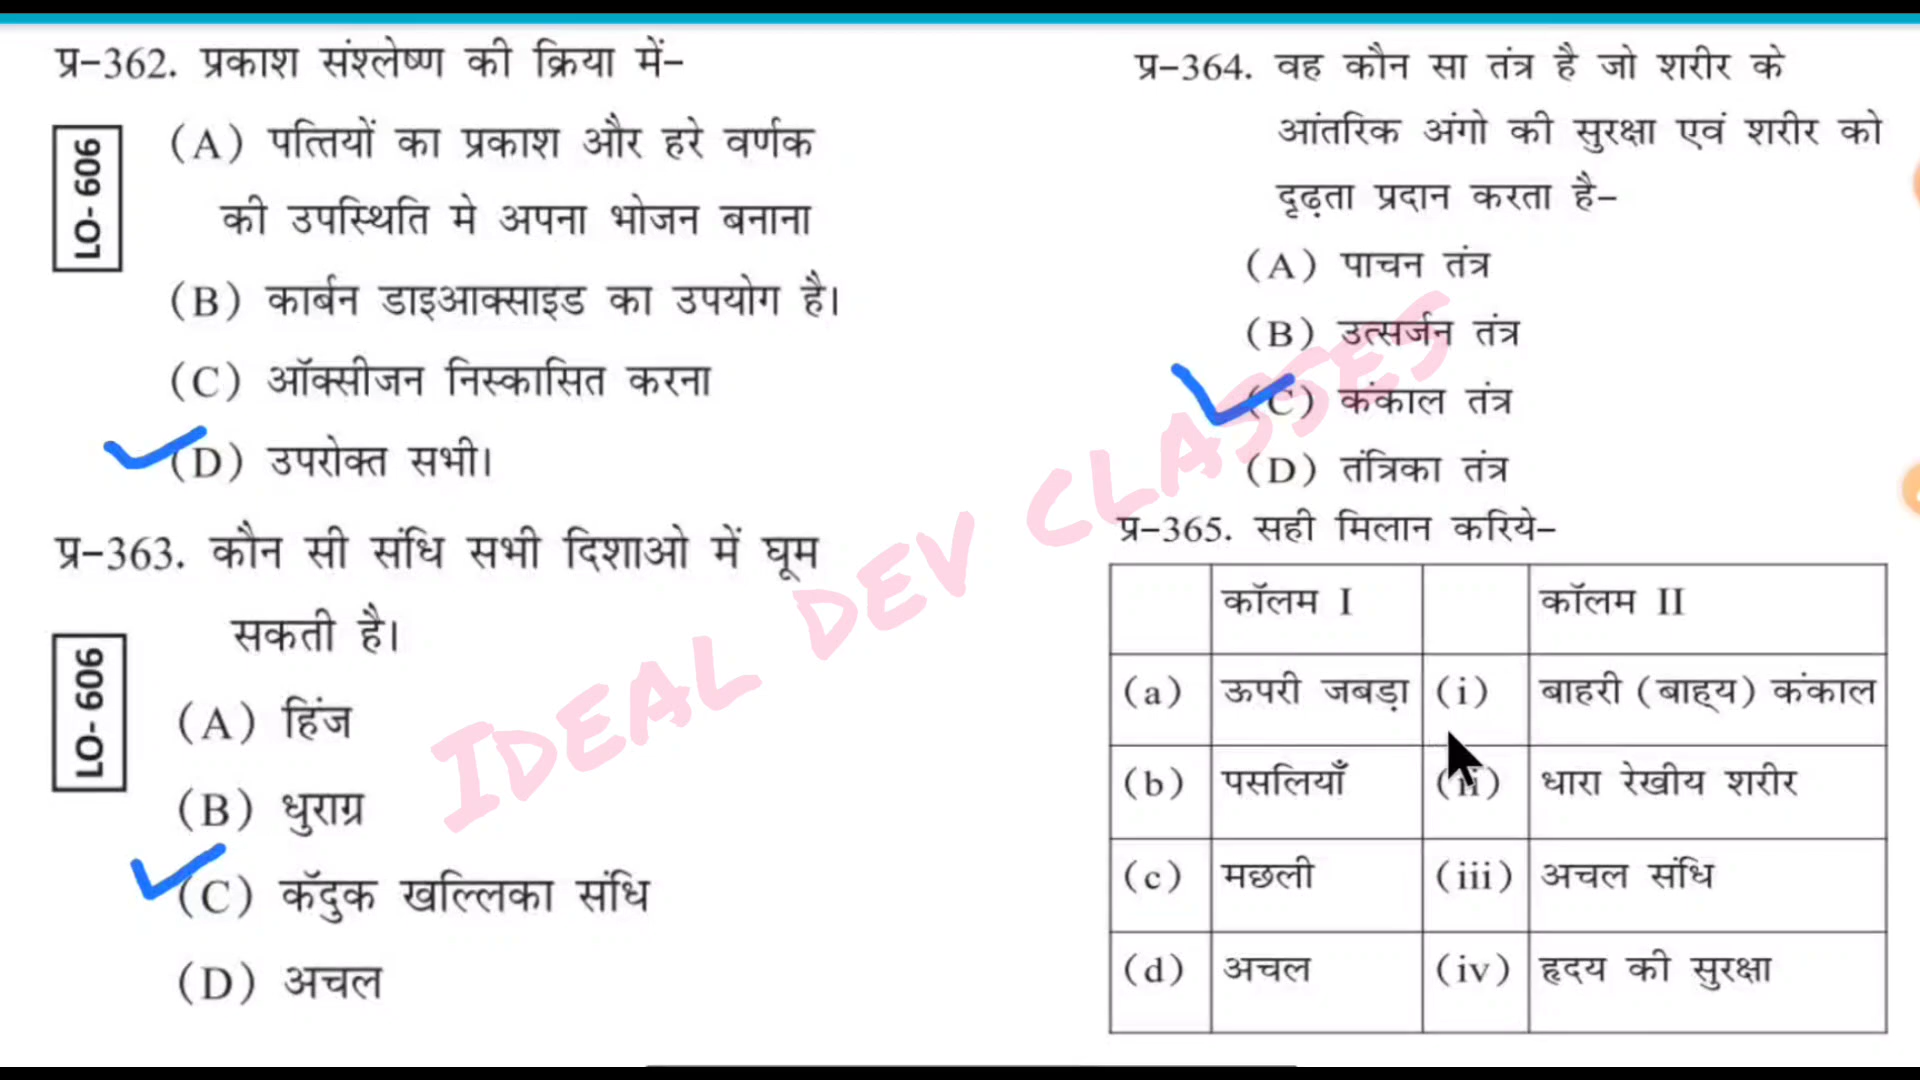 प्र-362. प्रकाश संश्लेष्ण की क्रिया में-
LO- 606
(A) पत्तियों का प्रकाश और हरे वर्णक
की उपस्थिति मे अपना भोजन बनाना
(B) कार्बन डाइआक्साइड का उपयोग है।
(C) ऑक्सीजन निस्कासित करना
(D) उपरोक्त सभी।
प्र-363. कौन सी संधि सभी दिशाओ में घूम
सकती है।
LO- 606
(A) हिंज
(B) धुराग्र
(C) कॅदुक खल्लिका संधि
(D) अचल
प्र-364. वह कौन सा तंत्र है जो शरीर के
आंतरिक अंगो की सुरक्षा एवं शरीर को
दृढ़ता प्रदान करता है-
(A) पाचन तंत्र
(B) उत्सर्जन तंत्र
(C) कंकाल तंत्र
(D) तंत्रिका तंत्र
प्र-365. सही मिलान करिये-
कॉलम I कॉलम II
(a) ऊपरी जबड़ा (i) बाहरी (बाह्य) कंकाल
(b) पसलियाँ (ii) धारा रेखीय शरीर
(c) मछली (iii) अचल संधि
(d) अचल (iv) हृदय की सुरक्षा
IDEAL DEV CLASSES